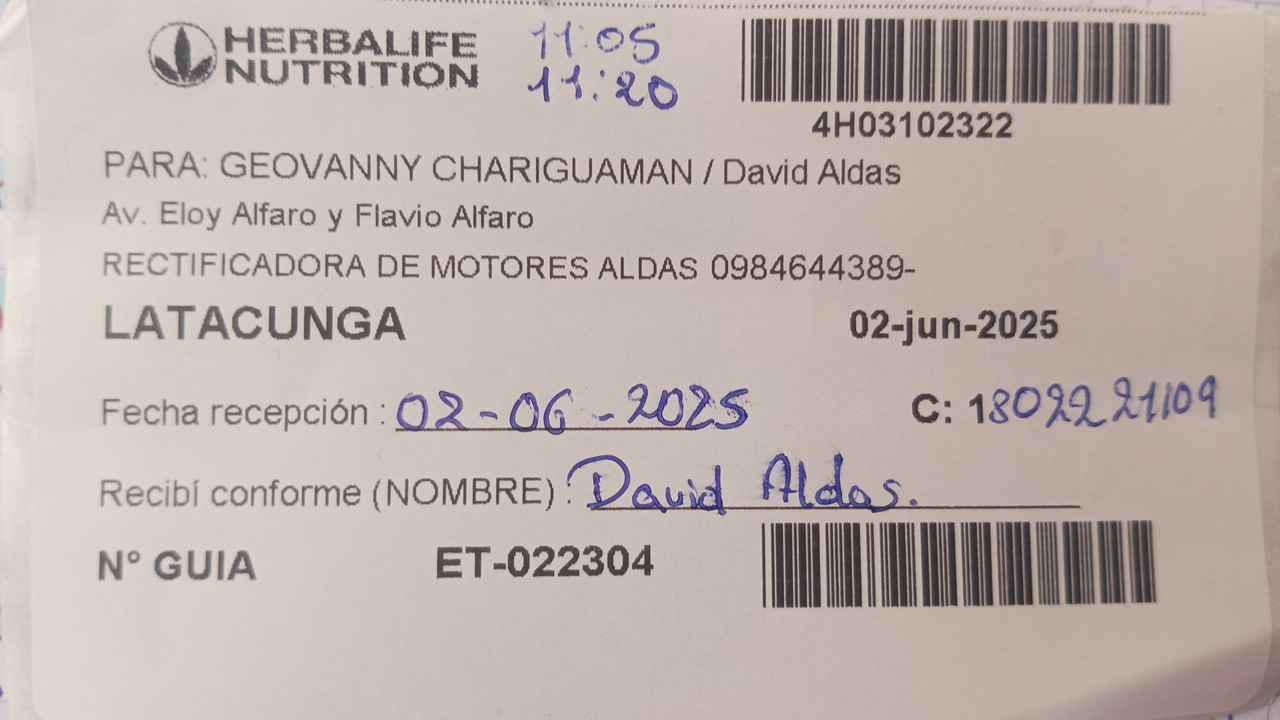 HERBALIFE
NUTRITION
11:05
11:20
4H03102322
PARA: GEOVANNY CHARIGUAMAN / David Aldas
Av. Eloy Alfaro y Flavio Alfaro
RECTIFICADORA DE MOTORES ALDAS 0984644389-
LATACUNGA 02-jun-2025
Fecha recepción : 02-06-2025 C: 1802221109
Recibí conforme (NOMBRE) : David Aldas.
N° GUIA ET-022304